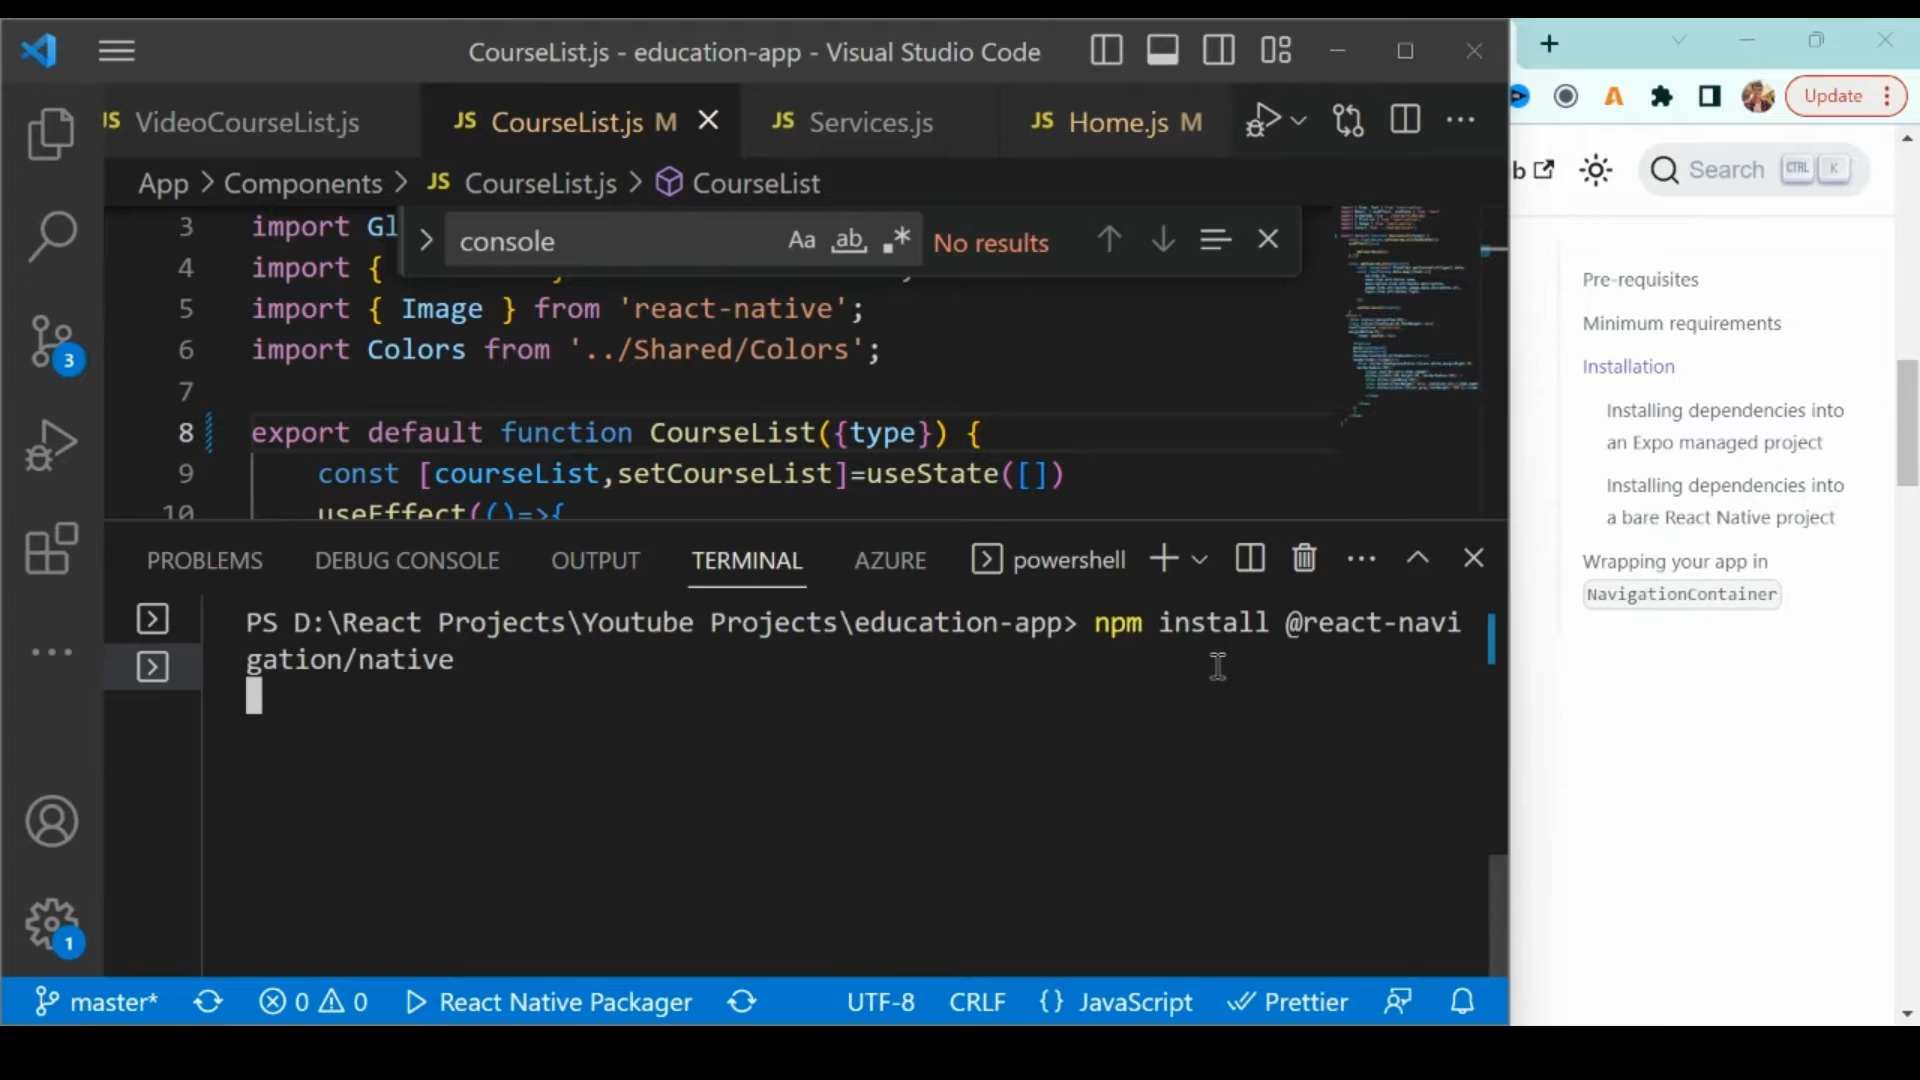 CourseList.js - education-app - Visual Studio Code
JS VideoCourseList.js
JS CourseList.js M
JS Services.js
JS Home.js M
App > Components > JS CourseList.js > CourseList
console
Aa ab .*
No results
3 import Gl
4 import {
5 import { Image } from 'react-native';
6 import Colors from '../Shared/Colors';
7
8 export default function CourseList({type}) {
9 const [courseList,setCourseList]=useState([])
10 useEffect(()=>{
PROBLEMS DEBUG CONSOLE OUTPUT TERMINAL AZURE powershell
PS D:\React Projects\Youtube Projects\education-app> npm install @react-navi
gation/native
3
1
master* 0 0 React Native Packager UTF-8 CRLF {} JavaScript Prettier
Update
b Search CTRL K
Pre-requisites
Minimum requirements
Installation
Installing dependencies into
an Expo managed project
Installing dependencies into
a bare React Native project
Wrapping your app in
NavigationContainer